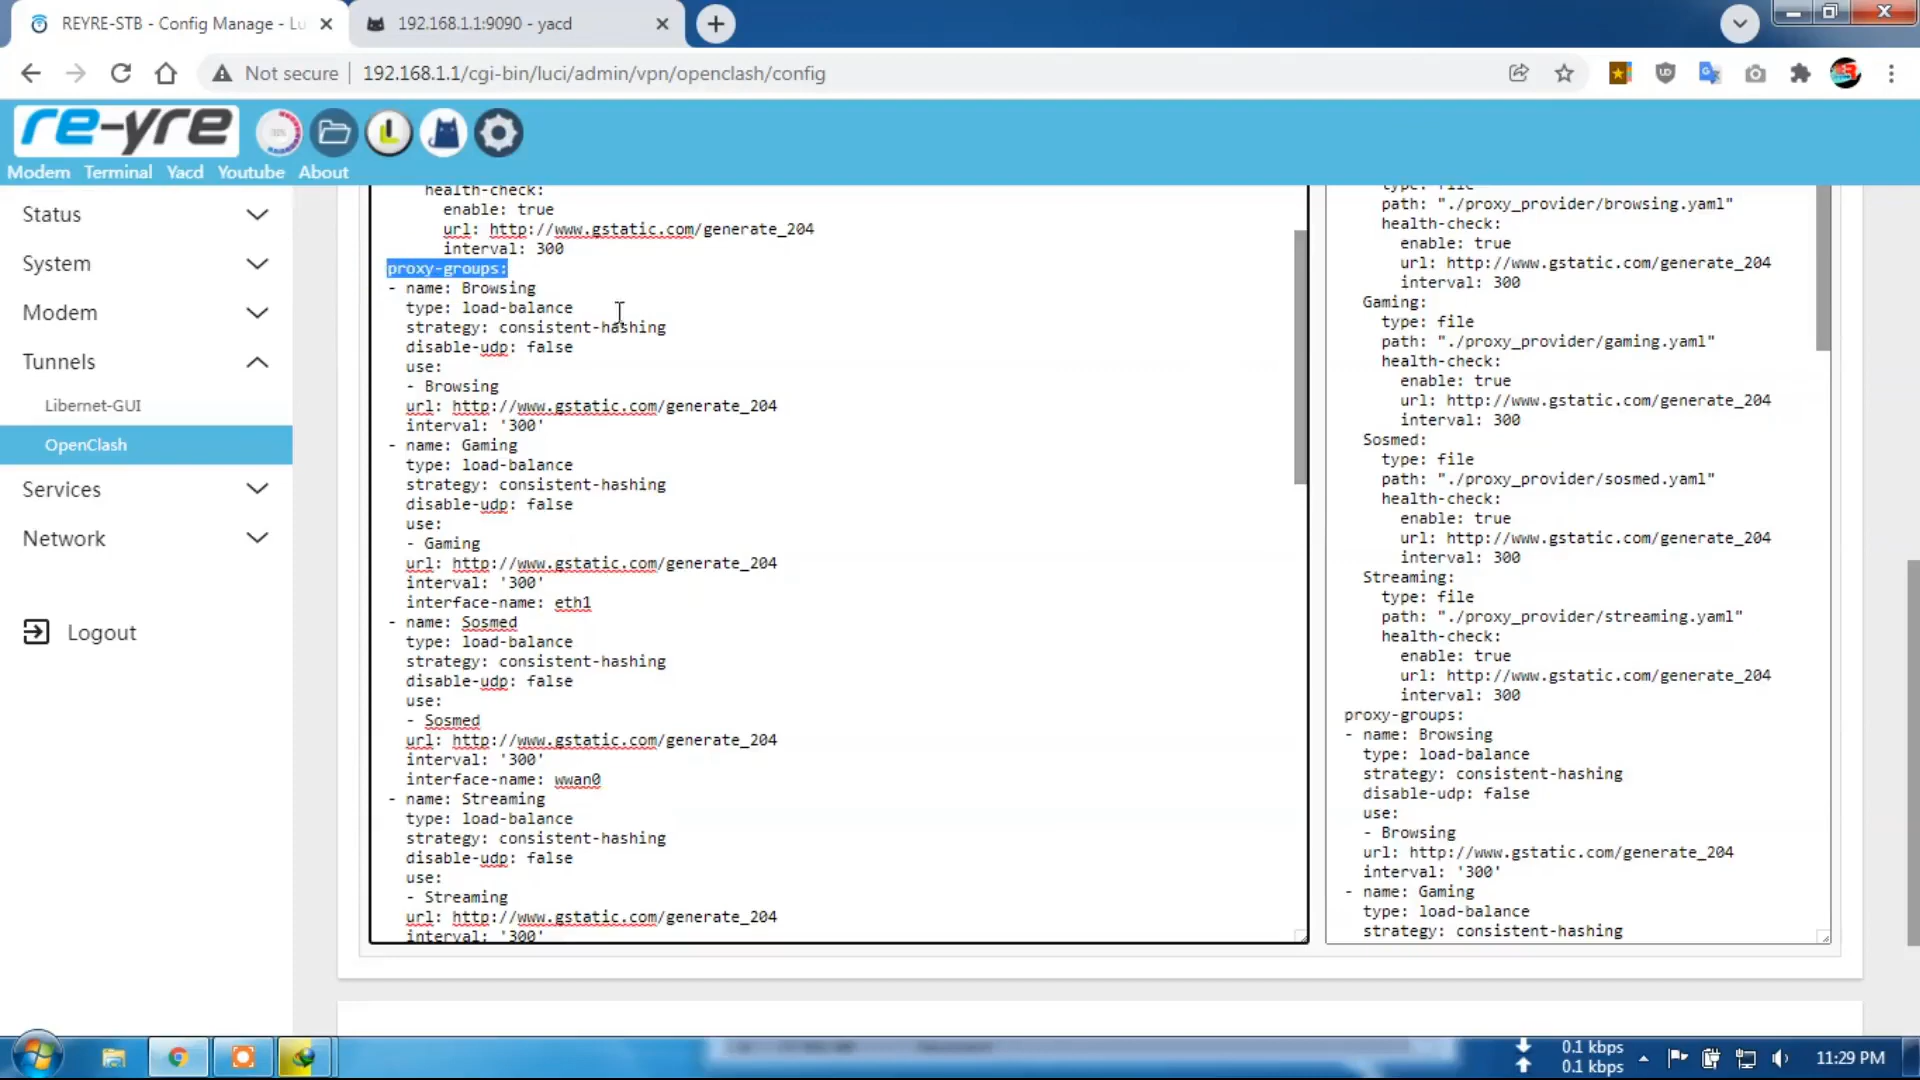 REYRE-STB - Config Manage - Lu
192.168.1.1:9090 - yacd
Not secure
192.168.1.1/cgi-bin/luci/admin/vpn/openclash/config
re-yre
Modem Terminal Yacd Youtube About
Status
System
Modem
Tunnels
Libernet-GUI
OpenClash
Services
Network
Logout
health-check:
enable: true
url: http://www.gstatic.com/generate_204
interval: 300
proxy-groups:
- name: Browsing
type: load-balance
strategy: consistent-hashing
disable-udp: false
use:
- Browsing
url: http://www.gstatic.com/generate_204
interval: '300'
- name: Gaming
type: load-balance
strategy: consistent-hashing
disable-udp: false
use:
- Gaming
url: http://www.gstatic.com/generate_204
interval: '300'
interface-name: eth1
- name: Sosmed
type: load-balance
strategy: consistent-hashing
disable-udp: false
use:
- Sosmed
url: http://www.gstatic.com/generate_204
interval: '300'
interface-name: wwan0
- name: Streaming
type: load-balance
strategy: consistent-hashing
disable-udp: false
use:
- Streaming
url: http://www.gstatic.com/generate_204
interval: '300'
type: file
path: "./proxy_provider/browsing.yaml"
health-check:
enable: true
url: http://www.gstatic.com/generate_204
interval: 300
Gaming:
type: file
path: "./proxy_provider/gaming.yaml"
health-check:
enable: true
url: http://www.gstatic.com/generate_204
interval: 300
Sosmed:
type: file
path: "./proxy_provider/sosmed.yaml"
health-check:
enable: true
url: http://www.gstatic.com/generate_204
interval: 300
Streaming:
type: file
path: "./proxy_provider/streaming.yaml"
health-check:
enable: true
url: http://www.gstatic.com/generate_204
interval: 300
proxy-groups:
- name: Browsing
type: load-balance
strategy: consistent-hashing
disable-udp: false
use:
- Browsing
url: http://www.gstatic.com/generate_204
interval: '300'
- name: Gaming
type: load-balance
strategy: consistent-hashing
0.1 kbps
0.1 kbps
11:29 PM